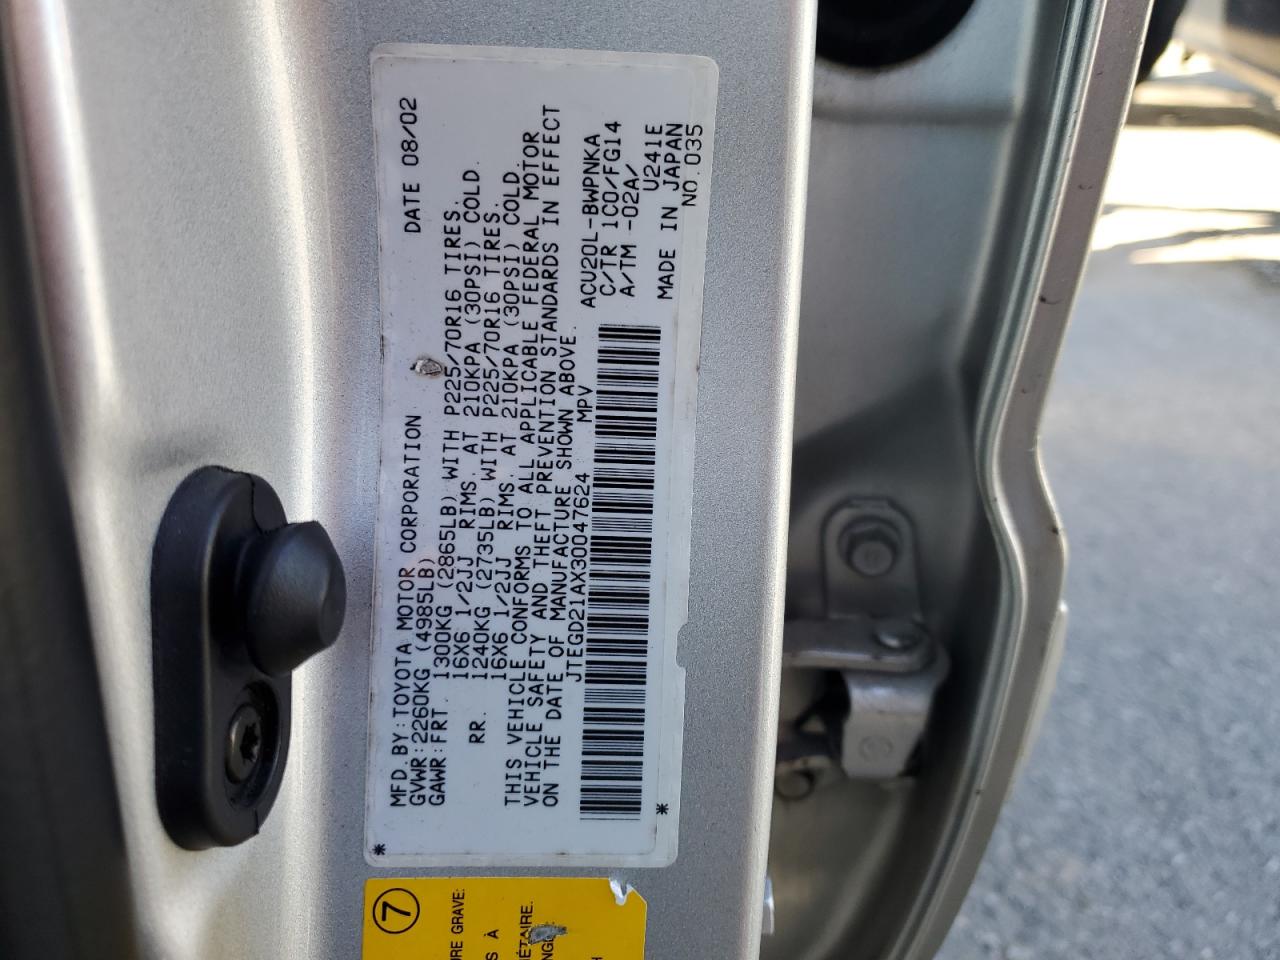 MFD. BY: TOYOTA MOTOR CORPORATION DATE 08/02
GVWR: 2260KG (4985LB)
GAWR: FRT. 1300KG (2865LB) WITH P225/70R16 TIRES.
16X6 1/2JJ RIMS. AT 210KPA (30PSI) COLD.
RR. 1240KG (2735LB) WITH P225/70R16 TIRES.
16X6 1/2JJ RIMS. AT 210KPA (30PSI) COLD.
THIS VEHICLE CONFORMS TO ALL APPLICABLE FEDERAL MOTOR
VEHICLE SAFETY AND THEFT PREVENTION STANDARDS IN EFFECT
ON THE DATE OF MANUFACTURE SHOWN ABOVE.
JTEGD21AX30047624 MPV
ACU20L-BWPNKA
C/TR 1C0/FG14
A/TM -02A/
U241E
MADE IN JAPAN
NO.035
7
URE GRAVE:
S À